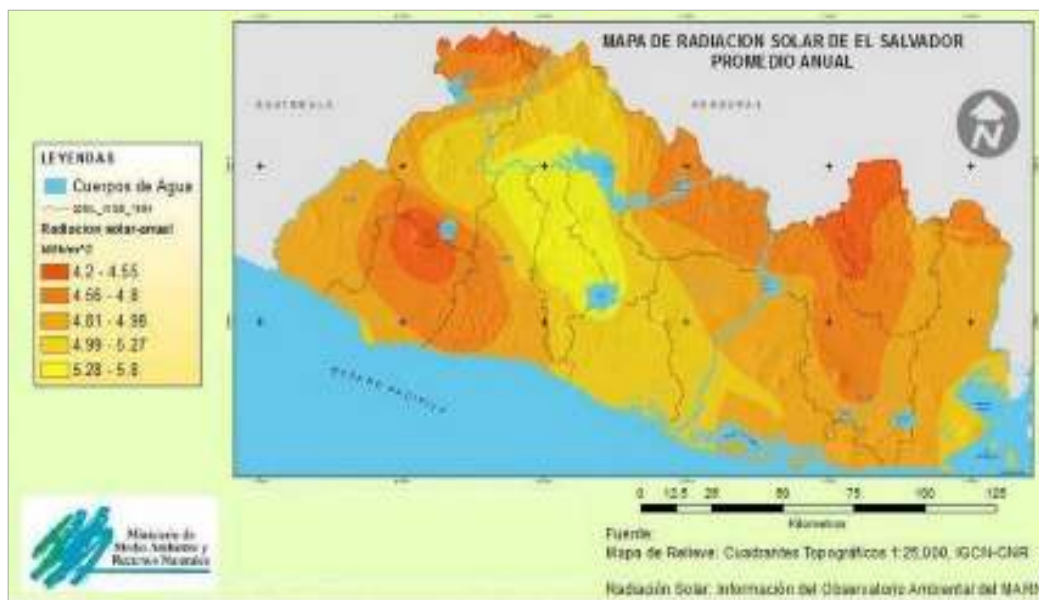 MAPA DE RADIACION SOLAR DE EL SALVADOR
PROMEDIO ANUAL
GUATEMALA
HONDURAS
N
LEYENDAS
Cuerpos de Agua
Radiacion solar-anual
4.2 - 4.55
4.56 - 4.8
4.81 - 4.98
4.99 - 5.27
5.28 - 5.8
OCEANO PACIFICO
0 12.5 25 50 75 100 125
Kilometros
Ministerio de
Medio Ambiente y
Recursos Naturales
Fuente:
Mapa de Relieve: Cuadrantes Topográficos 1:25,000, IGCN-CNR
Radiación Solar: Información del Observatorio Ambiental del MARN